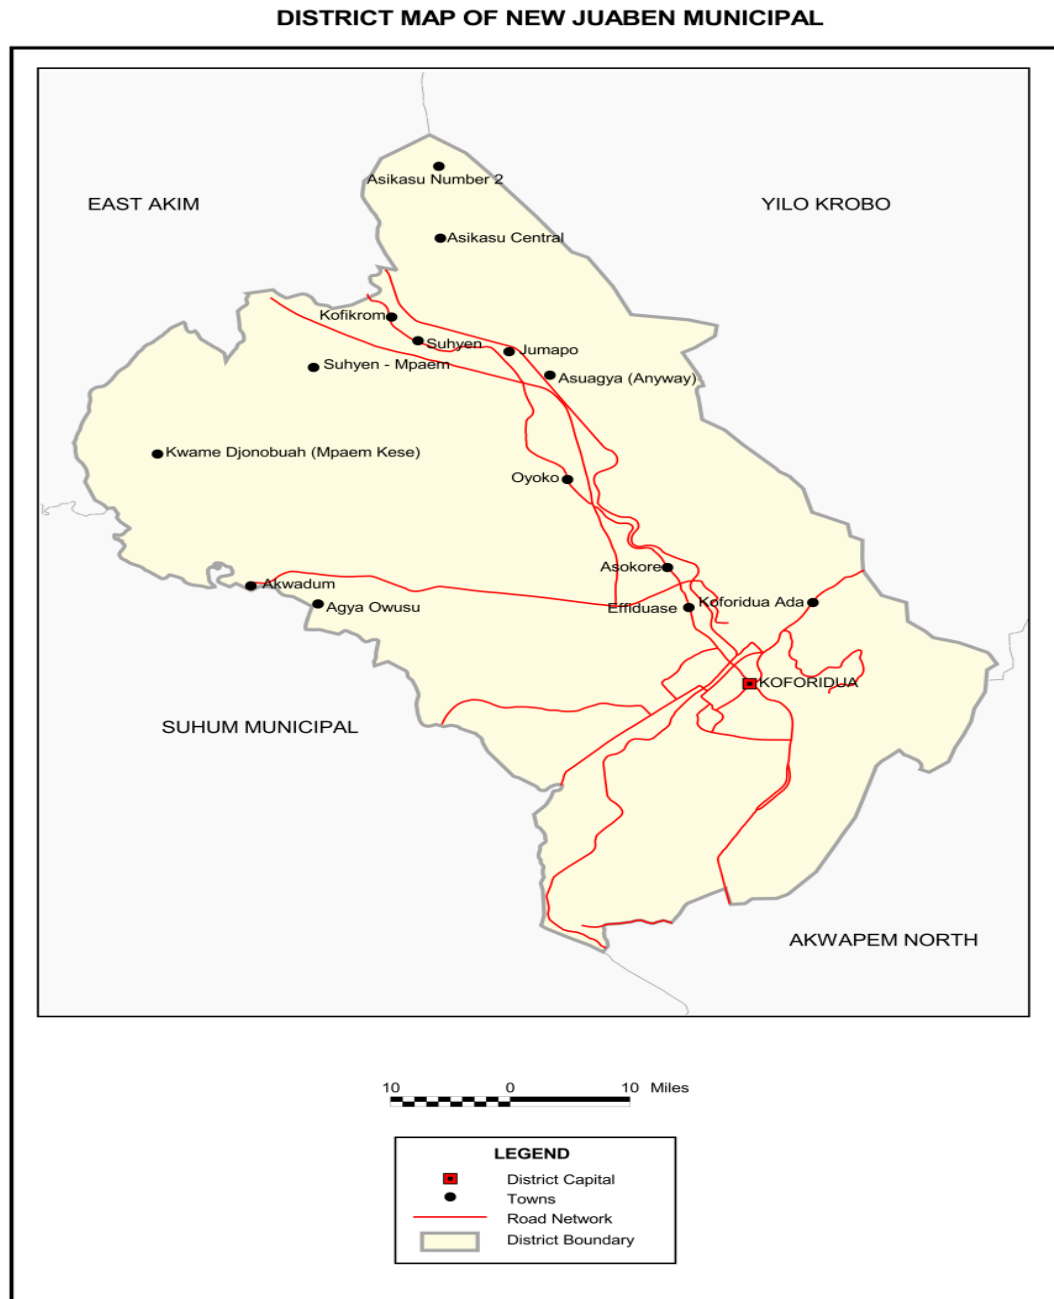 DISTRICT MAP OF NEW JUABEN MUNICIPAL
Asikasu Number 2
EAST AKIM
YILO KROBO
Asikasu Central
Kofikrom
Suhyen
Jumapo
Suhyen - Mpaem
Asuagya (Anyway)
Kwame Djonobuah (Mpaem Kese)
Oyoko
Asokore
Akwadum
Agya Owusu
Effiduase
Koforidua Ada
KOFORIDUA
SUHUM MUNICIPAL
AKWAPEM NORTH
10 0 10 Miles
LEGEND
District Capital
Towns
Road Network
District Boundary